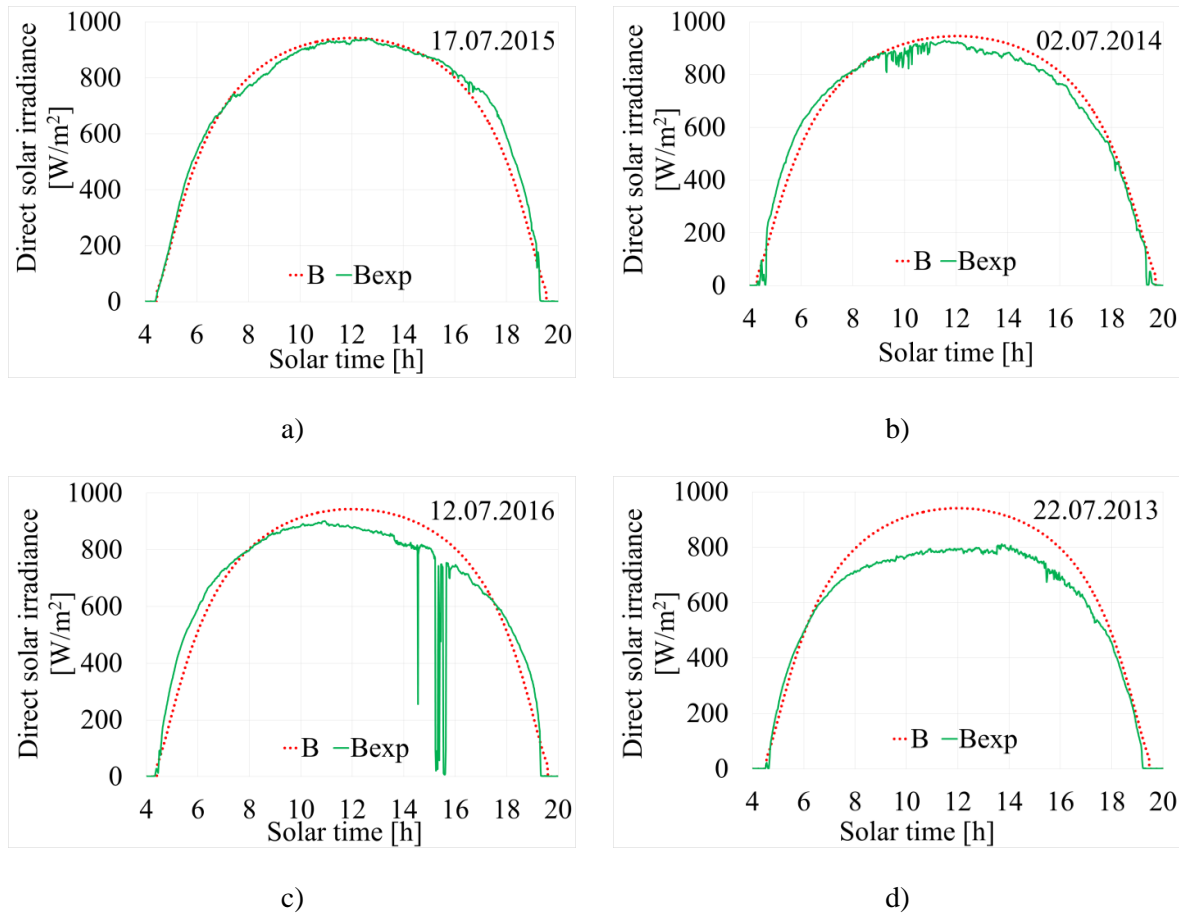 1000
800
600
400
200
0
Direct solar irradiance
[W/m²]
17.07.2015
B Bexp
4 6 8 10 12 14 16 18 20
Solar time [h]
a)
1000
800
600
400
200
0
Direct solar irradiance
[W/m²]
02.07.2014
B Bexp
4 6 8 10 12 14 16 18 20
Solar time [h]
b)
1000
800
600
400
200
0
Direct solar irradiance
[W/m²]
12.07.2016
B Bexp
4 6 8 10 12 14 16 18 20
Solar time [h]
c)
1000
800
600
400
200
0
Direct solar irradiance
[W/m²]
22.07.2013
B Bexp
4 6 8 10 12 14 16 18 20
Solar time [h]
d)